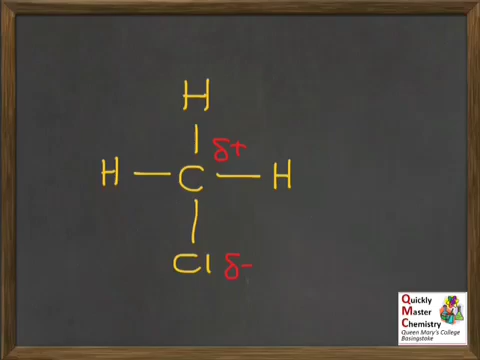 H
δ+
H — C — H
Cl δ-
Quickly
Master
Chemistry
Queen Mary's College
Basingstoke